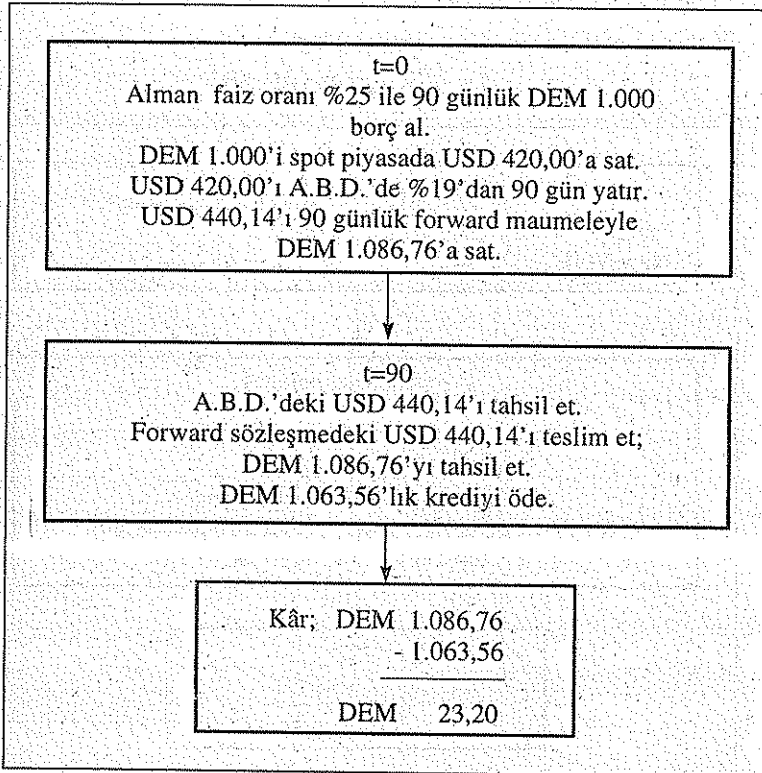 t=0
Alman faiz oranı %25 ile 90 günlük DEM 1.000
borç al.
DEM 1.000'i spot piyasada USD 420,00'a sat.
USD 420,00'ı A.B.D.'de %19'dan 90 gün yatır.
USD 440,14'ı 90 günlük forward maumeleyle
DEM 1.086,76'a sat.
t=90
A.B.D.'deki USD 440,14'ı tahsil et.
Forward sözleşmedeki USD 440,14'ı teslim et;
DEM 1.086,76'yı tahsil et.
DEM 1.063,56'lık krediyi öde.
Kâr; DEM 1.086,76
- 1.063,56
DEM 23,20